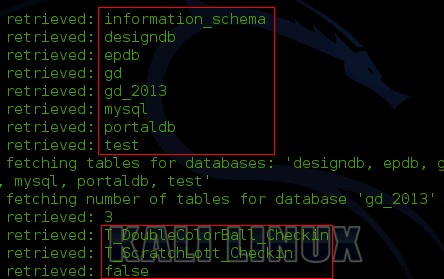 retrieved: information_schema
retrieved: designdb
retrieved: epdb
retrieved: gd
retrieved: gd_2013
retrieved: mysql
retrieved: portaldb
retrieved: test
fetching tables for databases: 'designdb, epdb, g
, mysql, portaldb, test'
fetching number of tables for database 'gd_2013'
retrieved: 3
retrieved: T_DoubleColorBall_Checkin
retrieved: T_ScratchLott_Checkin
retrieved: false
KALI LINUX